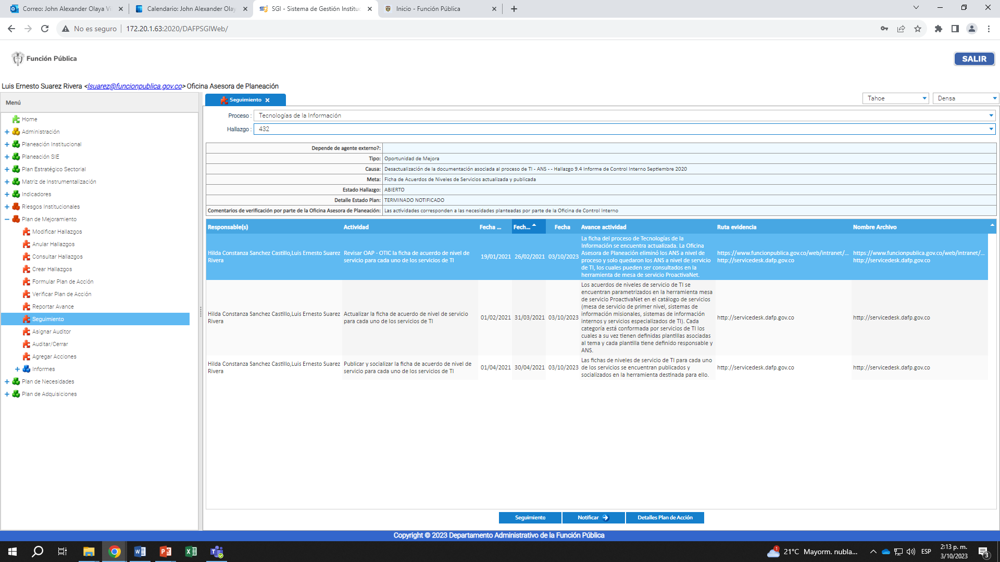 Correo: John Alexander Olaya Vi
Calendario: John Alexander Olay
SGI - Sistema de Gestión Instituc
Inicio - Función Pública
No es seguro
172.20.1.63:2020/DAFPSGIWeb/
Función Pública
SALIR
Luis Ernesto Suarez Rivera <lsuarez@funcionpublica.gov.co> Oficina Asesora de Planeación
Menú
Home
Administración
Planeación Institucional
Planeación SIE
Plan Estratégico Sectorial
Matriz de Instrumentalización
Indicadores
Riesgos Institucionales
Plan de Mejoramiento
Modificar Hallazgos
Anular Hallazgos
Consultar Hallazgos
Crear Hallazgos
Formular Plan de Acción
Verificar Plan de Acción
Reportar Avance
Seguimiento
Asignar Auditor
Auditar/Cerrar
Agregar Acciones
Informes
Plan de Necesidades
Plan de Adquisiciones
Seguimiento
Tahoe
Densa
Proceso : Tecnologías de la Información
Hallazgo : 432
Depende de agente externo?:
Tipo: Oportunidad de Mejora
Causa: Desactualización de la documentación asociada al proceso de TI - ANS - - Hallazgo 9.4 Informe de Control Interno Septiembre 2020
Meta: Ficha de Acuerdos de Niveles de Servicios actualizada y publicada
Estado Hallazgo: ABIERTO
Detalle Estado Plan: TERMINADO NOTIFICADO
Comentarios de verificación por parte de la Oficina Asesora de Planeación: Las actividades corresponden a las necesidades planteadas por parte de la Oficina de Control Interno
Responsable(s) Actividad Fecha ... Fech... Fecha Avance actividad Ruta evidencia Nombre Archivo
Hilda Constanza Sanchez Castillo,Luis Ernesto Suarez
Rivera
Revisar OAP - OTIC la ficha de acuerdo de nivel de
servicio para cada uno de los servicios de TI
19/01/2021 26/02/2021 03/10/2023
La ficha del proceso de Tecnologías de la
Información se encuentra actualizada. La Oficina
Asesora de Planeación eliminó los ANS a nivel de
proceso y solo quedaron los ANS a nivel de servicio
de TI, los cuales pueden ser consultados en la
herramienta de mesa de servicio ProactivaNet.
https://www.funcionpublica.gov.co/web/intranet/...
http://servicedesk.dafp.gov.co
https://www.funcionpublica.gov.co/web/intranet/...
http://servicedesk.dafp.gov.co
Hilda Constanza Sanchez Castillo,Luis Ernesto Suarez
Rivera
Actualizar la ficha de acuerdo de nivel de servicio
para cada uno de los servicios de TI
01/02/2021 31/03/2021 03/10/2023
Los acuerdos de niveles de servicio de TI se
encuentran parametrizados en la herramienta mesa
de servicio ProactivaNet en el catálogo de servicios
(mesa de servicio de primer nivel, sistemas de
información misionales, sistemas de información
internos y servicios especializados de TI). Cada
categoría está conformada por servicios de TI los
cuales a su vez tienen definidas plantillas asociadas
al tema y cada plantilla tiene definido responsable y
ANS.
http://servicedesk.dafp.gov.co
http://servicedesk.dafp.gov.co
Hilda Constanza Sanchez Castillo,Luis Ernesto Suarez
Rivera
Publicar y socializar la ficha de acuerdo de nivel de
servicio para cada uno de los servicios de TI
01/04/2021 30/04/2021 03/10/2023
Las fichas de niveles de servicio de TI para cada uno
de los servicios se encuentran publicados y
socializados en la herramienta destinada para ello.
http://servicedesk.dafp.gov.co
http://servicedesk.dafp.gov.co
Seguimiento
Notificar
Detalles Plan de Acción
Copyright © 2023 Departamento Administrativo de la Función Pública
1
21°C Mayorm. nubla...
ESP
2:13 p. m.
3/10/2023
3